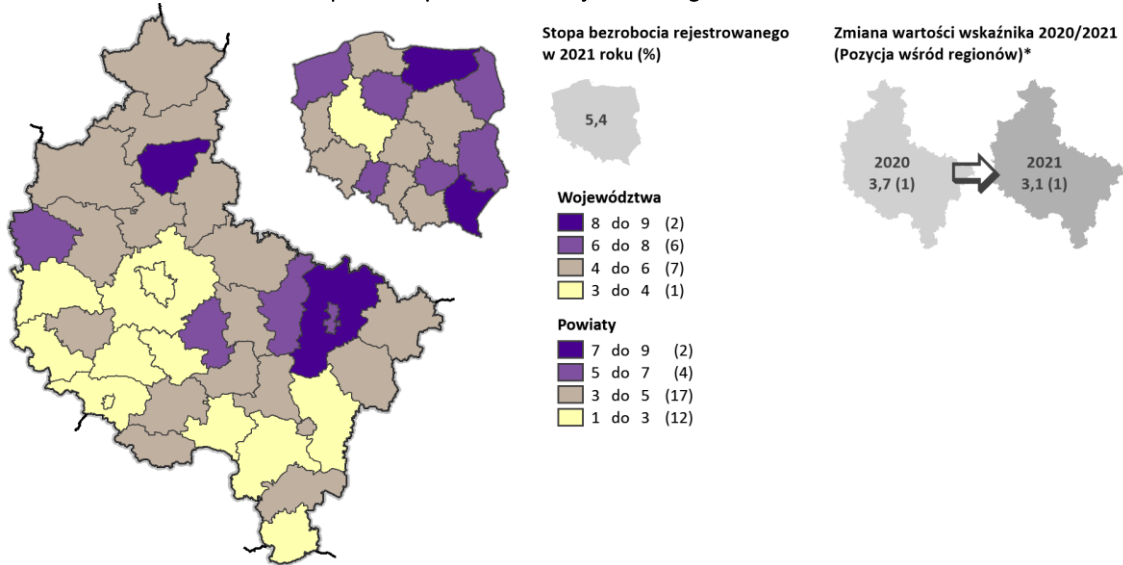 Stopa bezrobocia rejestrowanego
w 2021 roku (%)
5,4
Zmiana wartości wskaźnika 2020/2021
(Pozycja wśród regionów)*
2020
3,7 (1)
2021
3,1 (1)
Województwa
8 do 9 (2)
6 do 8 (6)
4 do 6 (7)
3 do 4 (1)
Powiaty
7 do 9 (2)
5 do 7 (4)
3 do 5 (17)
1 do 3 (12)